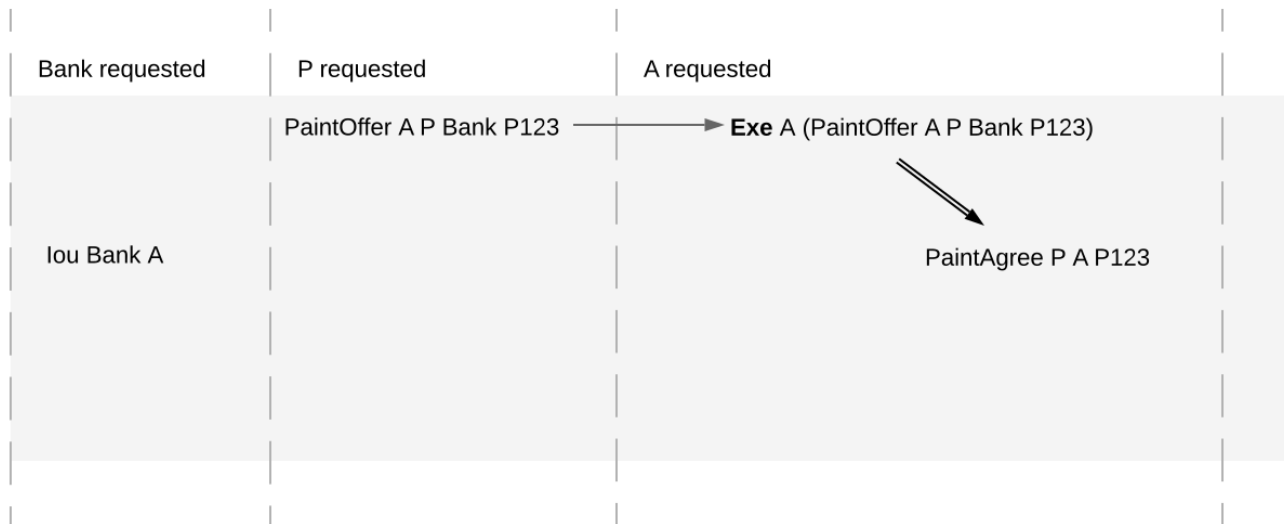 Bank requested
P requested
A requested
PaintOffer A P Bank P123
Exe A (PaintOffer A P Bank P123)
Iou Bank A
PaintAgree P A P123